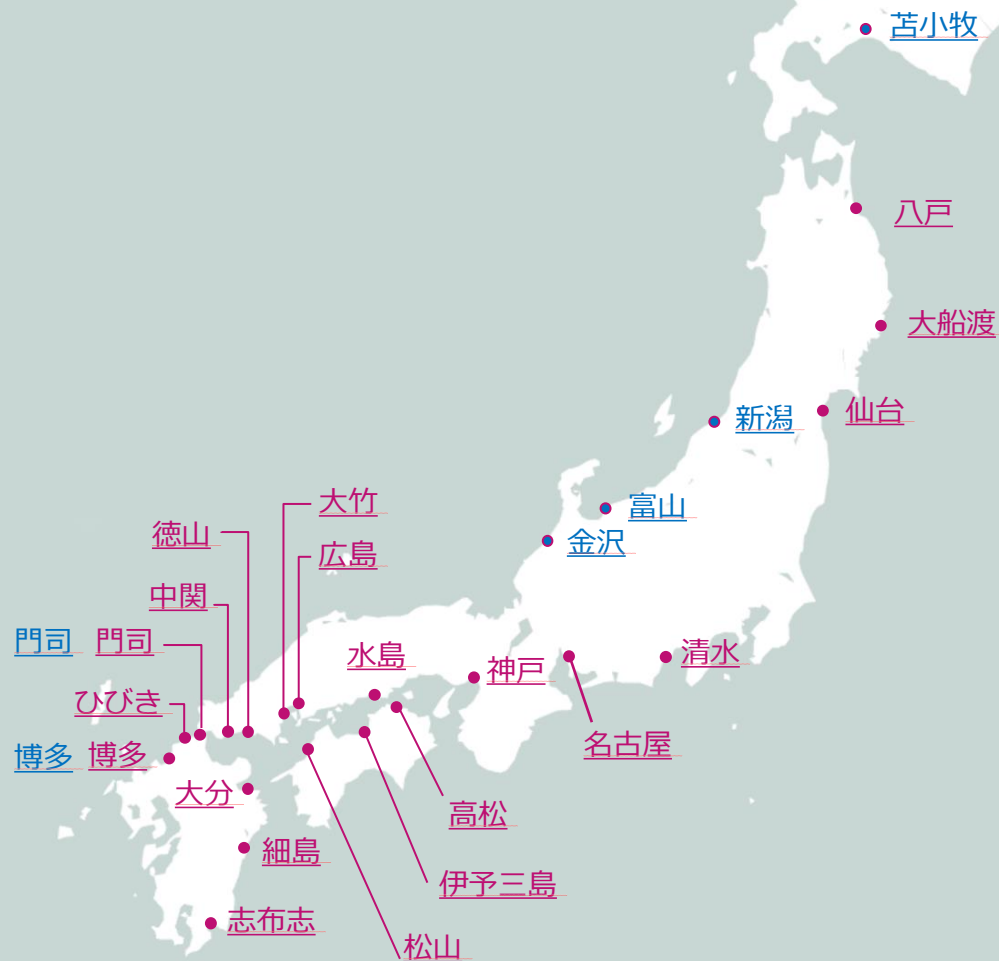 苫小牧
八戸
大船渡
仙台
新潟
大竹
富山
徳山
金沢
広島
中関
門司 門司
水島
清水
神戸
ひびき
名古屋
博多 博多
大分
高松
細島
伊予三島
志布志
松山